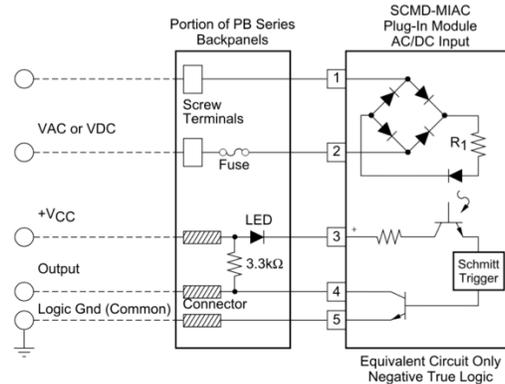 Portion of PB Series
Backpanels
SCMD-MIAC
Plug-In Module
AC/DC Input
1
Screw
Terminals
R1
VAC or VDC
2
Fuse
+VCC
LED
3
+
3.3kΩ
Schmitt
Trigger
Output
4
Connector
Logic Gnd (Common)
5
Equivalent Circuit Only
Negative True Logic